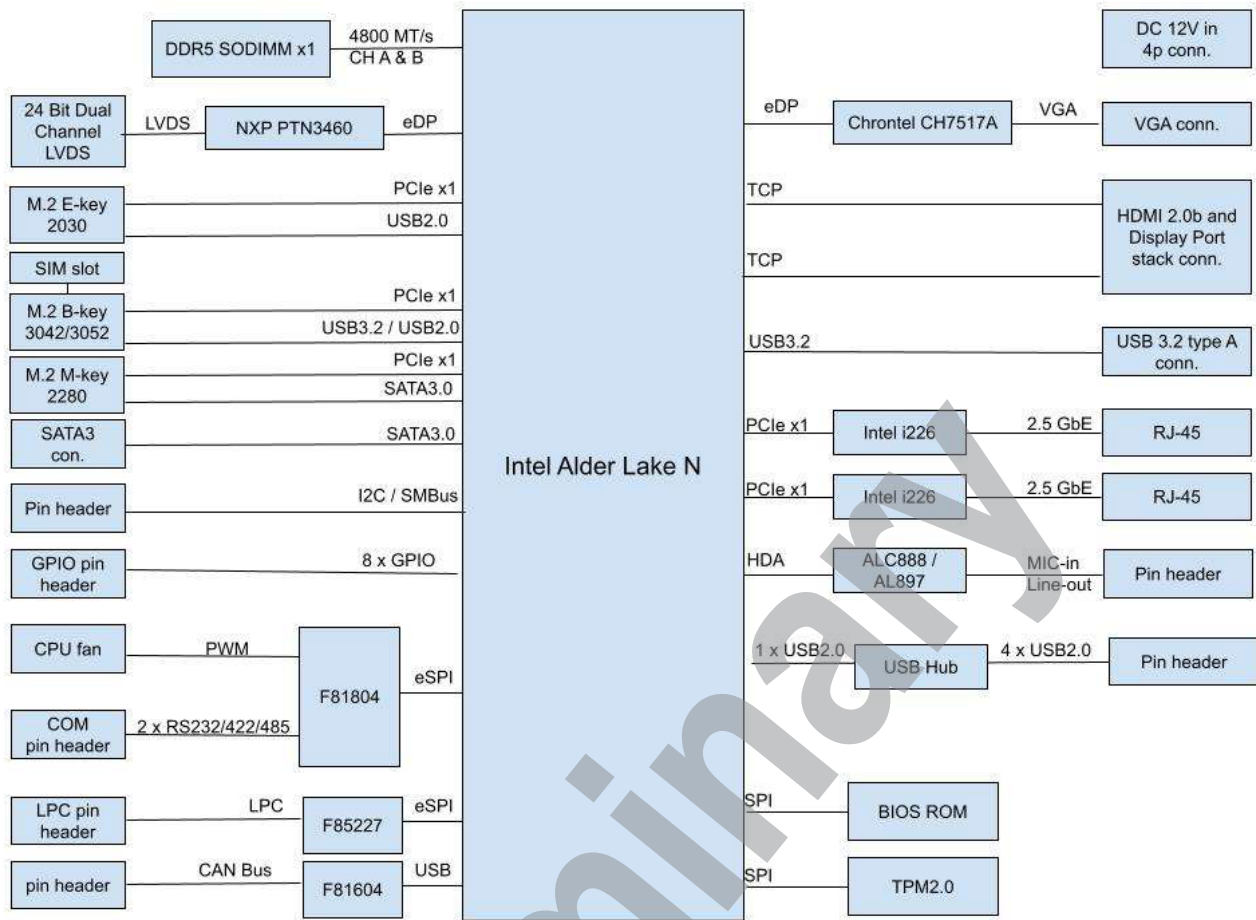 DDR5 SODIMM x1
4800 MT/s
CH A & B
24 Bit Dual
Channel
LVDS
LVDS
NXP PTN3460
eDP
M.2 E-key
2030
PCIe x1
USB2.0
SIM slot
M.2 B-key
3042/3052
PCIe x1
USB3.2 / USB2.0
M.2 M-key
2280
PCIe x1
SATA3.0
SATA3
con.
SATA3.0
Pin header
I2C / SMBus
GPIO pin
header
8 x GPIO
CPU fan
PWM
F81804
eSPI
COM
pin header
2 x RS232/422/485
LPC pin
header
LPC
F85227
eSPI
pin header
CAN Bus
F81604
USB
Intel Alder Lake N
DC 12V in
4p conn.
eDP
Chrontel CH7517A
VGA
VGA conn.
TCP
TCP
HDMI 2.0b and
Display Port
stack conn.
USB3.2
USB 3.2 type A
conn.
PCIe x1
Intel i226
2.5 GbE
RJ-45
PCIe x1
Intel i226
2.5 GbE
RJ-45
HDA
ALC888 /
AL897
MIC-in
Line-out
Pin header
1 x USB2.0
USB Hub
4 x USB2.0
Pin header
SPI
BIOS ROM
SPI
TPM2.0
minary